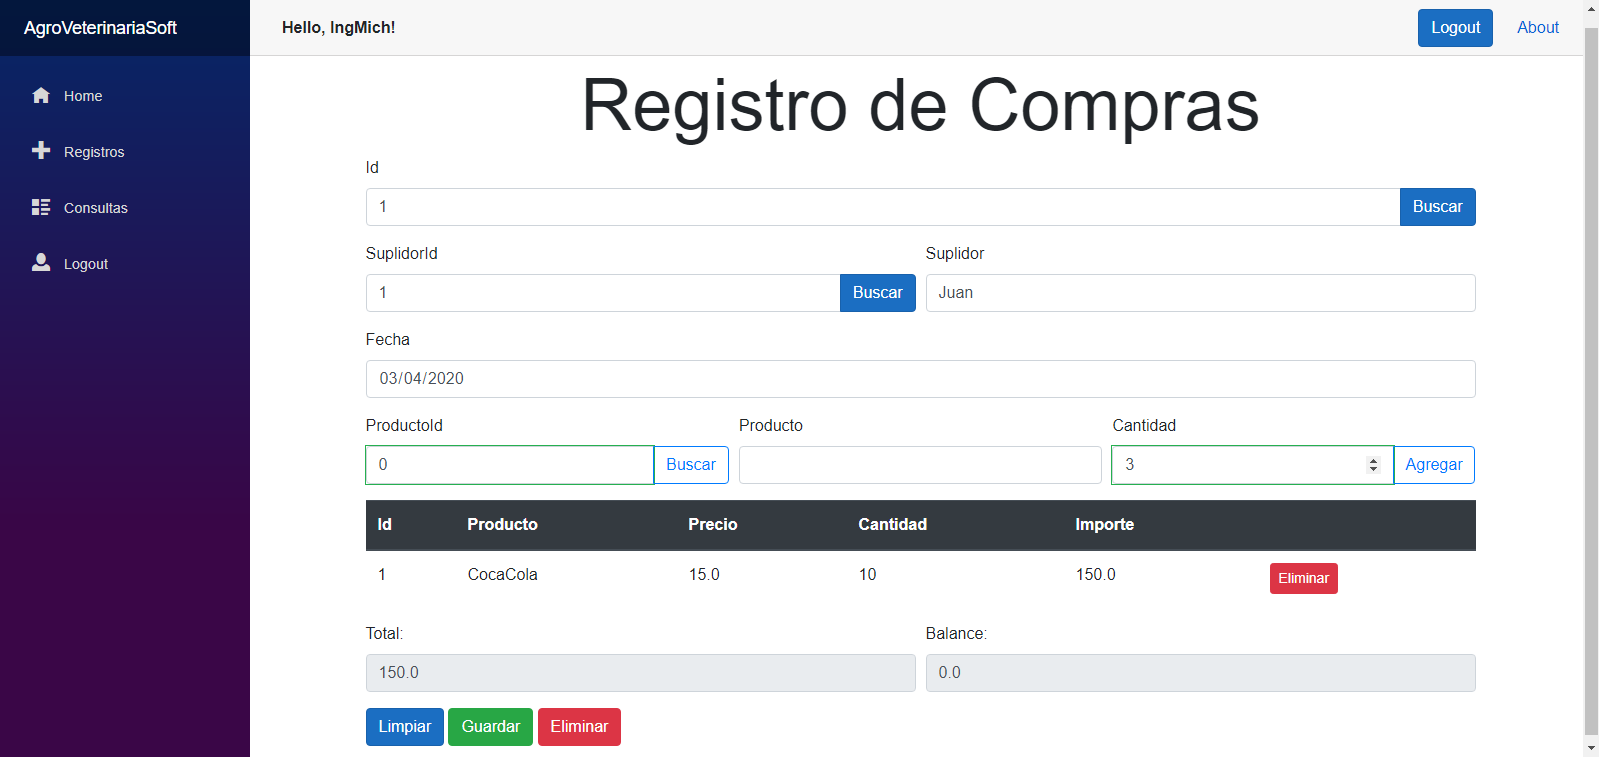 AgroVeterinariaSoft
Hello, IngMich!
Logout
About
Home
Registros
Consultas
Logout
Registro de Compras
Id
1
Buscar
SuplidorId
Suplidor
1
Buscar
Juan
Fecha
03/04/2020
ProductoId
Producto
Cantidad
0
Buscar
3
Agregar
Id Producto Precio Cantidad Importe
1 CocaCola 15.0 10 150.0 Eliminar
Total:
Balance:
150.0
0.0
Limpiar
Guardar
Eliminar